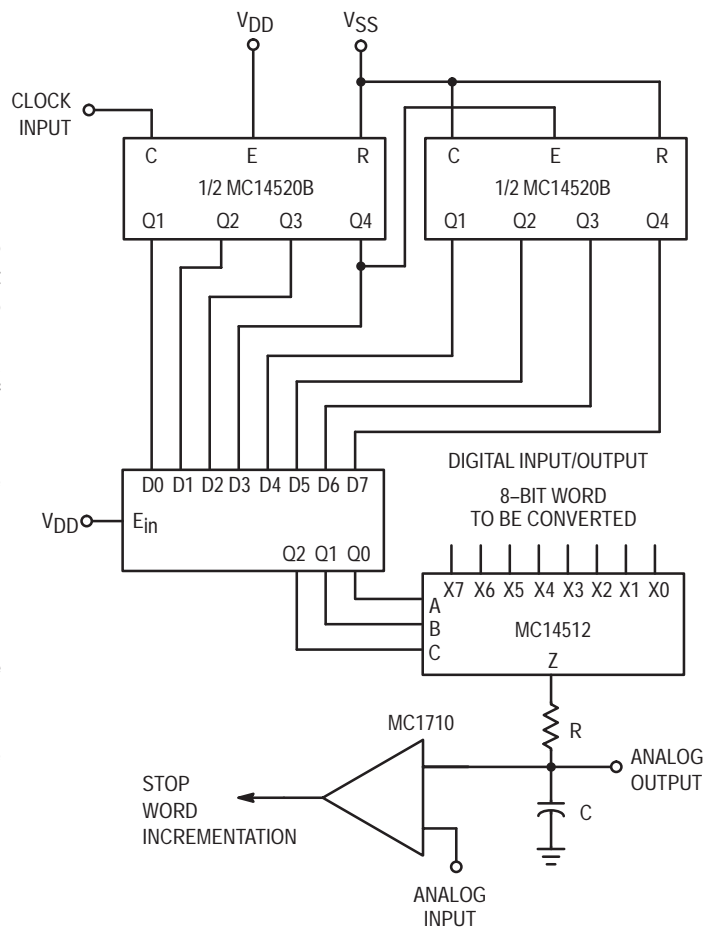 VDD
VSS
CLOCK
INPUT
C E R
1/2 MC14520B
Q1 Q2 Q3 Q4
C E R
1/2 MC14520B
Q1 Q2 Q3 Q4
D0 D1 D2 D3 D4 D5 D6 D7
VDD
Ein
Q2 Q1 Q0
DIGITAL INPUT/OUTPUT
8–BIT WORD
TO BE CONVERTED
X7 X6 X5 X4 X3 X2 X1 X0
A
B
C
MC14512
Z
R
MC1710
ANALOG
OUTPUT
STOP
WORD
INCREMENTATION
C
ANALOG
INPUT